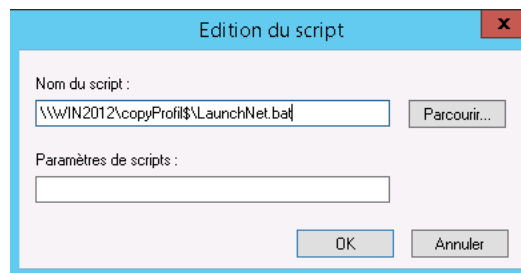 Edition du script
x
Nom du script :
\\WIN2012\copyProfil$\LaunchNet.bat
Parcourir...
Paramètres de scripts :
OK
Annuler